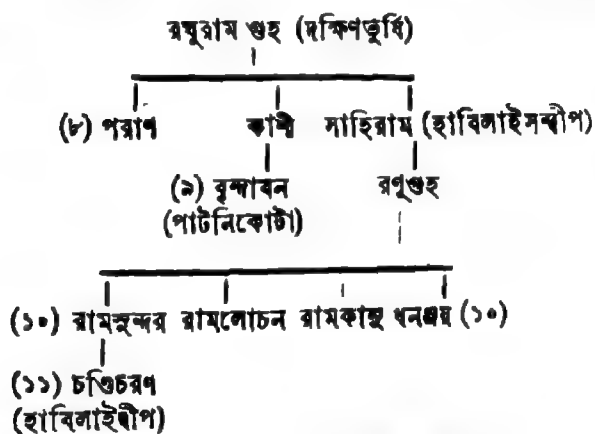 রঘুরাম গুহ (দক্ষিণভূর্ষি)
(৮) পরাণ কাশী সাহিরাম (হাবিলাইসদ্বীপ)
(৯) বৃন্দাবন রণূগুহ
(পাটনিকোটা)
(১০) রামসুন্দর রামলোচন রামকানু ধনঞ্জয় (১০)
(১১) চণ্ডিচরণ
(হাবিলাইদ্বীপ)